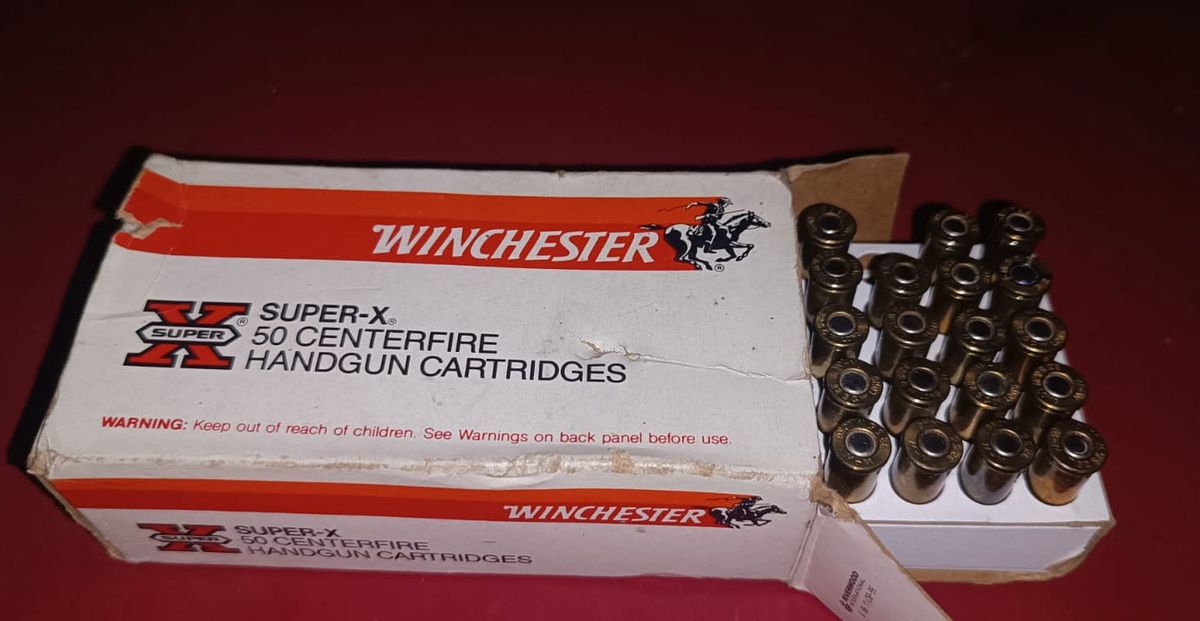 WINCHESTER
®
SUPER
®
SUPER-X®
50 CENTERFIRE
HANDGUN CARTRIDGES
WARNING: Keep out of reach of children. See Warnings on back panel before use.
WINCHESTER
SUPER
SUPER-X
50 CENTERFIRE
HANDGUN CARTRIDGES
RIVERWOOD